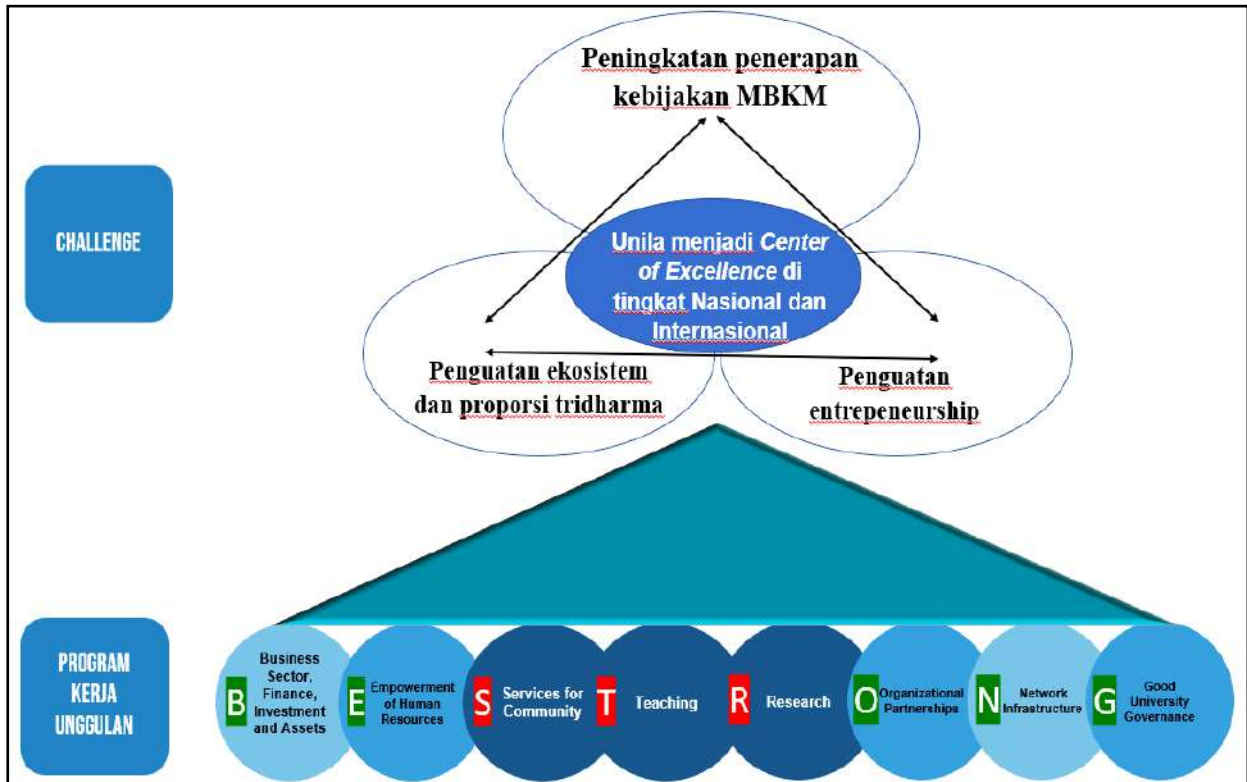 Peningkatan penerapan
kebijakan MBKM
CHALLENGE
Unila menjadi Center
of Excellence di
tingkat Nasional dan
Internasional
Penguatan ekosistem
dan proporsi tridharma
Penguatan
entrepeneurship
PROGRAM
KERJA
UNGGULAN
B
Business
Sector,
Finance,
Investment
and Assets
E
Empowerment
of Human
Resources
S
Services for
Community
T
Teaching
R
Research
O
Organizational
Partnerships
N
Network
Infrastructure
G
Good
University
Governance